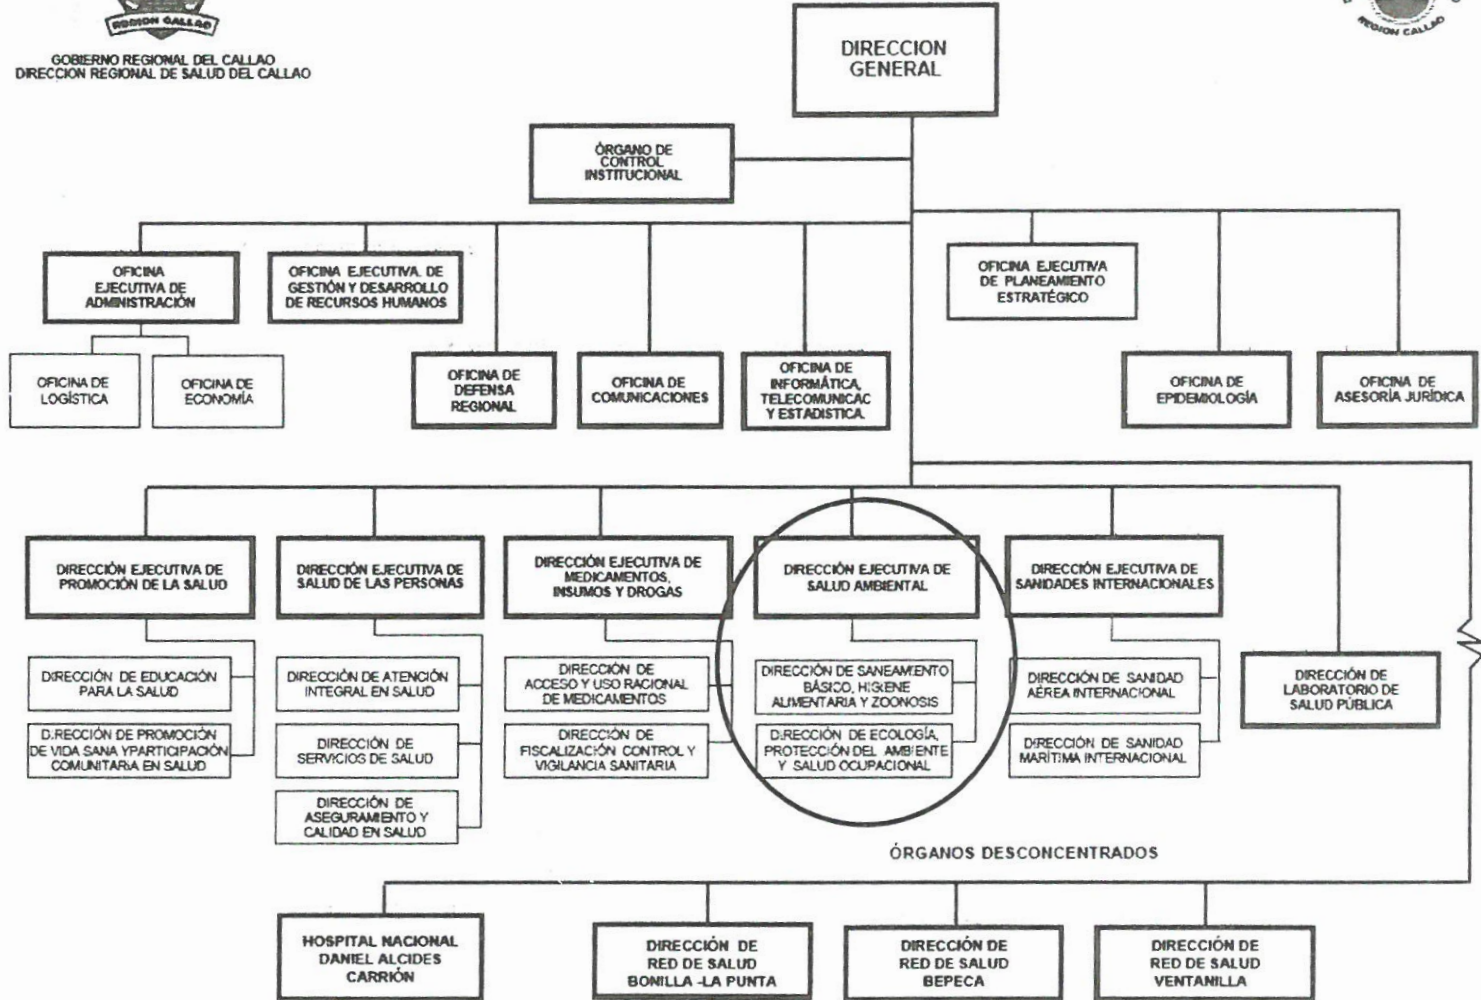 REGION CALLAO
GOBIERNO REGIONAL DEL CALLAO
DIRECCION REGIONAL DE SALUD DEL CALLAO
REGION CALLAO
DIRECCION
GENERAL
ÓRGANO DE
CONTROL
INSTITUCIONAL
OFICINA
EJECUTIVA DE
ADMINISTRACIÓN
OFICINA EJECUTIVA DE
GESTIÓN Y DESARROLLO
DE RECURSOS HUMANOS
OFICINA EJECUTIVA
DE PLANEAMIENTO
ESTRATÉGICO
OFICINA DE
LOGÍSTICA
OFICINA DE
ECONOMÍA
OFICINA DE
DEFENSA
REGIONAL
OFICINA DE
COMUNICACIONES
OFICINA DE
INFORMÁTICA,
TELECOMUNICAC
Y ESTADISTICA.
OFICINA DE
EPIDEMIOLOGÍA
OFICINA DE
ASESORÍA JURÍDICA
DIRECCIÓN EJECUTIVA DE
PROMOCIÓN DE LA SALUD
DIRECCIÓN EJECUTIVA DE
SALUD DE LAS PERSONAS
DIRECCIÓN EJECUTIVA DE
MEDICAMENTOS,
INSUMOS Y DROGAS
DIRECCIÓN EJECUTIVA DE
SALUD AMBIENTAL
DIRECCIÓN EJECUTIVA DE
SANIDADES INTERNACIONALES
DIRECCIÓN DE EDUCACIÓN
PARA LA SALUD
DIRECCIÓN DE ATENCIÓN
INTEGRAL EN SALUD
DIRECCIÓN DE
ACCESO Y USO RACIONAL
DE MEDICAMENTOS
DIRECCIÓN DE SANEAMIENTO
BÁSICO, HIGIENE
ALIMENTARIA Y ZOONOSIS
DIRECCIÓN DE SANIDAD
AÉREA INTERNACIONAL
DIRECCIÓN DE
LABORATORIO DE
SALUD PÚBLICA
DIRECCIÓN DE PROMOCIÓN
DE VIDA SANA YPARTICIPACIÓN
COMUNITARIA EN SALUD
DIRECCIÓN DE
SERVICIOS DE SALUD
DIRECCIÓN DE
FISCALIZACIÓN CONTROL Y
VIGILANCIA SANITARIA
DIRECCIÓN DE ECOLOGÍA,
PROTECCIÓN DEL AMBIENTE
Y SALUD OCUPACIONAL
DIRECCIÓN DE SANIDAD
MARÍTIMA INTERNACIONAL
DIRECCIÓN DE
ASEGURAMIENTO Y
CALIDAD EN SALUD
ÓRGANOS DESCONCENTRADOS
HOSPITAL NACIONAL
DANIEL ALCIDES
CARRIÓN
DIRECCIÓN DE
RED DE SALUD
BONILLA -LA PUNTA
DIRECCIÓN DE
RED DE SALUD
BEPECA
DIRECCIÓN DE
RED DE SALUD
VENTANILLA